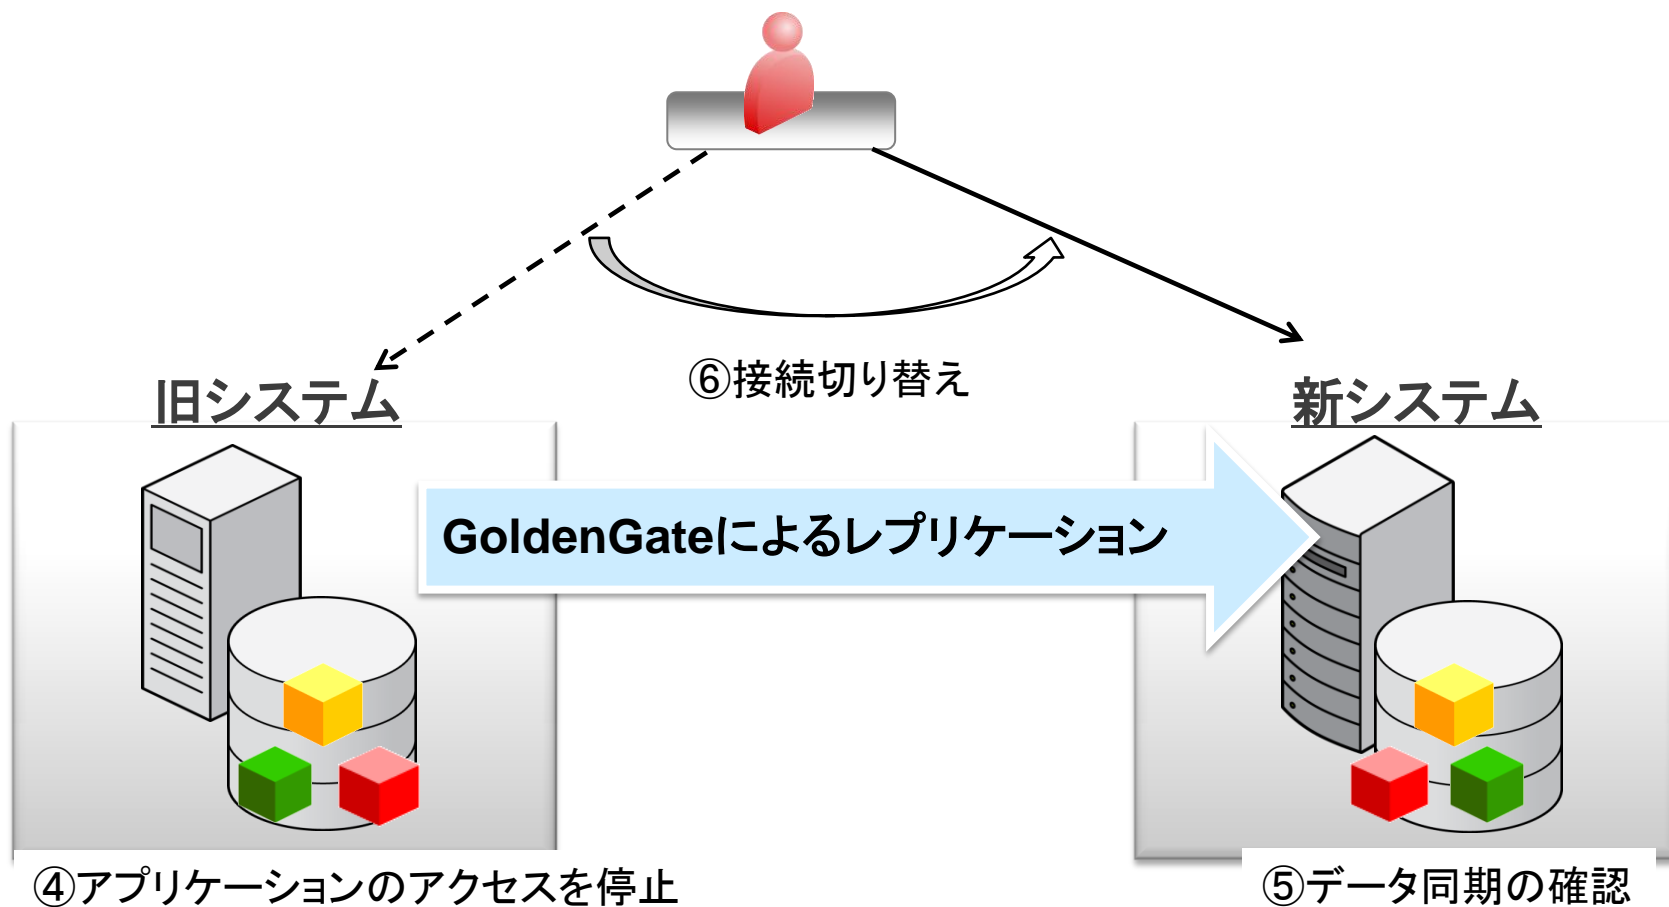 ⑥接続切り替え
旧システム
新システム
GoldenGateによるレプリケーション
④アプリケーションのアクセスを停止
⑤データ同期の確認